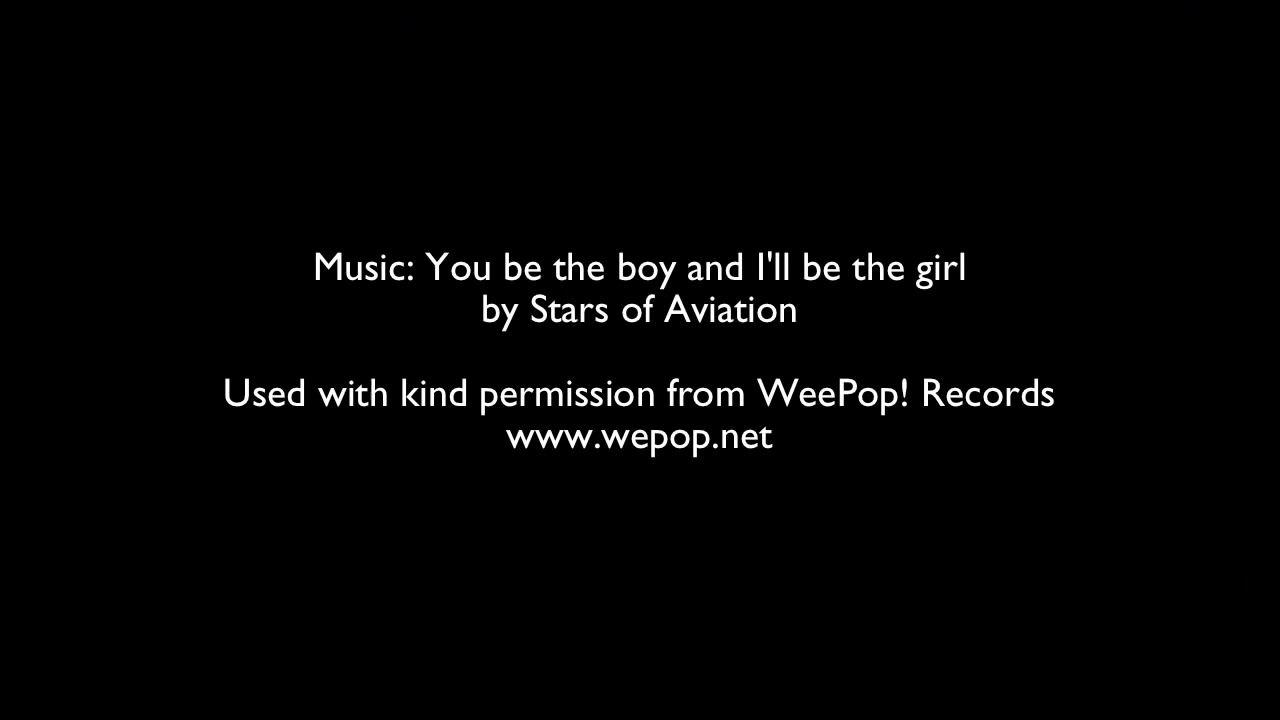 Music: You be the boy and I'll be the girl
by Stars of Aviation
Used with kind permission from WeePop! Records
www.wepop.net